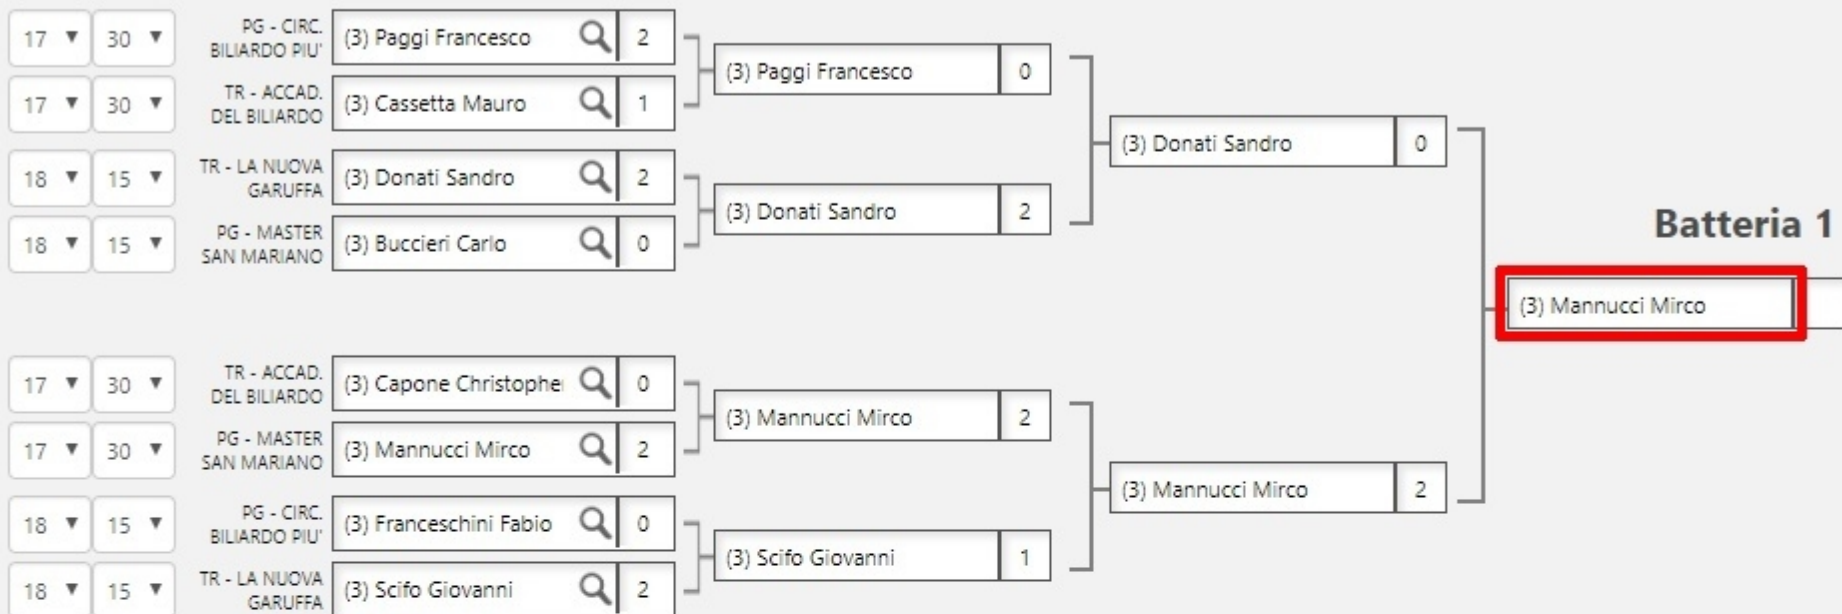 17 ▼ 30 ▼ PG - CIRC. BILIARDO PIU' (3) Paggi Francesco 2
17 ▼ 30 ▼ TR - ACCAD. DEL BILIARDO (3) Cassetta Mauro 1
(3) Paggi Francesco 0
18 ▼ 15 ▼ TR - LA NUOVA GARUFFA (3) Donati Sandro 2
18 ▼ 15 ▼ PG - MASTER SAN MARIANO (3) Buccieri Carlo 0
(3) Donati Sandro 2
(3) Donati Sandro 0
Batteria 1
(3) Mannucci Mirco
17 ▼ 30 ▼ TR - ACCAD. DEL BILIARDO (3) Capone Christophe 0
17 ▼ 30 ▼ PG - MASTER SAN MARIANO (3) Mannucci Mirco 2
(3) Mannucci Mirco 2
18 ▼ 15 ▼ PG - CIRC. BILIARDO PIU' (3) Franceschini Fabio 0
18 ▼ 15 ▼ TR - LA NUOVA GARUFFA (3) Scifo Giovanni 2
(3) Scifo Giovanni 1
(3) Mannucci Mirco 2